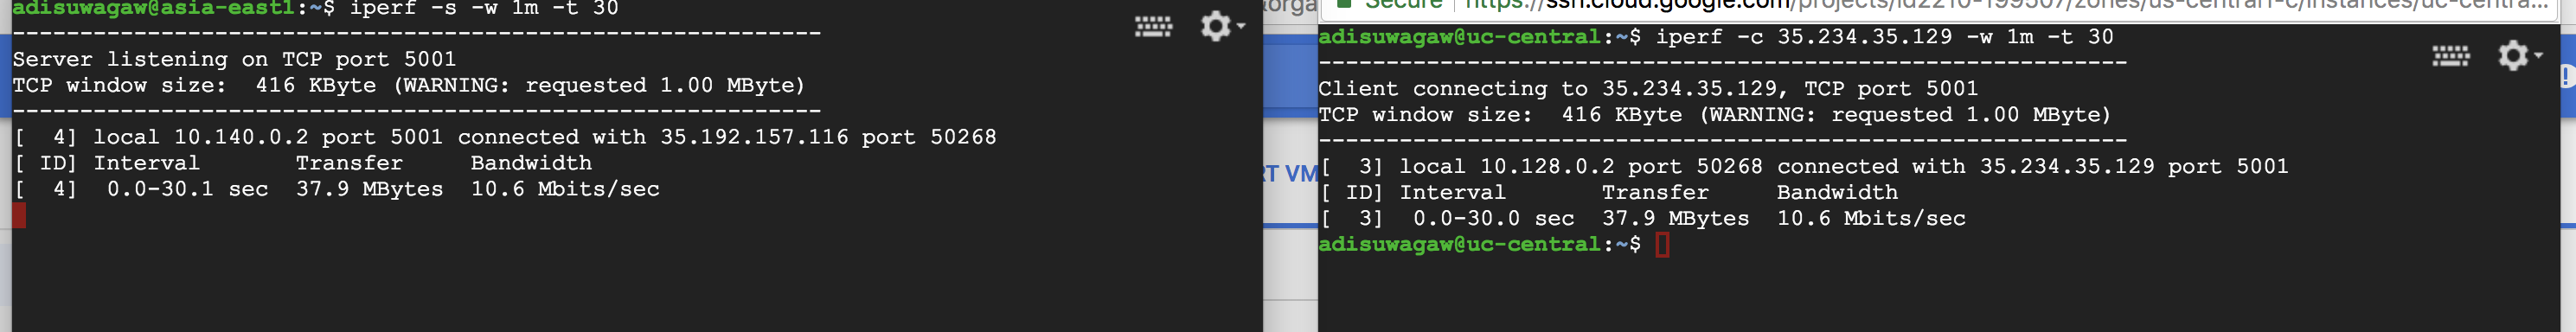 adisuwagaw@asia-east1:~$ iperf -s -w 1m -t 30
------------------------------------------------------------
Server listening on TCP port 5001
TCP window size:  416 KByte (WARNING: requested 1.00 MByte)
------------------------------------------------------------
[  4] local 10.140.0.2 port 5001 connected with 35.192.157.116 port 50268
[ ID] Interval       Transfer     Bandwidth
[  4]  0.0-30.1 sec  37.9 MBytes  10.6 Mbits/sec
RT VM
Secure https://ssh.cloud.google.com/projects/id2210-199507/zones/us-central1-c/instances/uc-centra...
adisuwagaw@uc-central:~$ iperf -c 35.234.35.129 -w 1m -t 30
------------------------------------------------------------
Client connecting to 35.234.35.129, TCP port 5001
TCP window size:  416 KByte (WARNING: requested 1.00 MByte)
------------------------------------------------------------
[  3] local 10.128.0.2 port 50268 connected with 35.234.35.129 port 5001
[ ID] Interval       Transfer     Bandwidth
[  3]  0.0-30.0 sec  37.9 MBytes  10.6 Mbits/sec
adisuwagaw@uc-central:~$